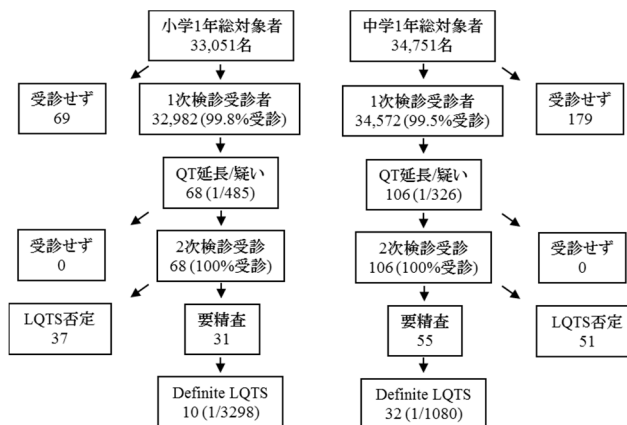 小学1年総対象者
33,051名
受診せず
69
1次検診受診者
32,982 (99.8%受診)
QT延長/疑い
68 (1/485)
受診せず
0
2次検診受診
68 (100%受診)
LQTS否定
37
要精査
31
Definite LQTS
10 (1/3298)
中学1年総対象者
34,751名
1次検診受診者
34,572 (99.5%受診)
受診せず
179
QT延長/疑い
106 (1/326)
2次検診受診
106 (100%受診)
受診せず
0
要精査
55
LQTS否定
51
Definite LQTS
32 (1/1080)